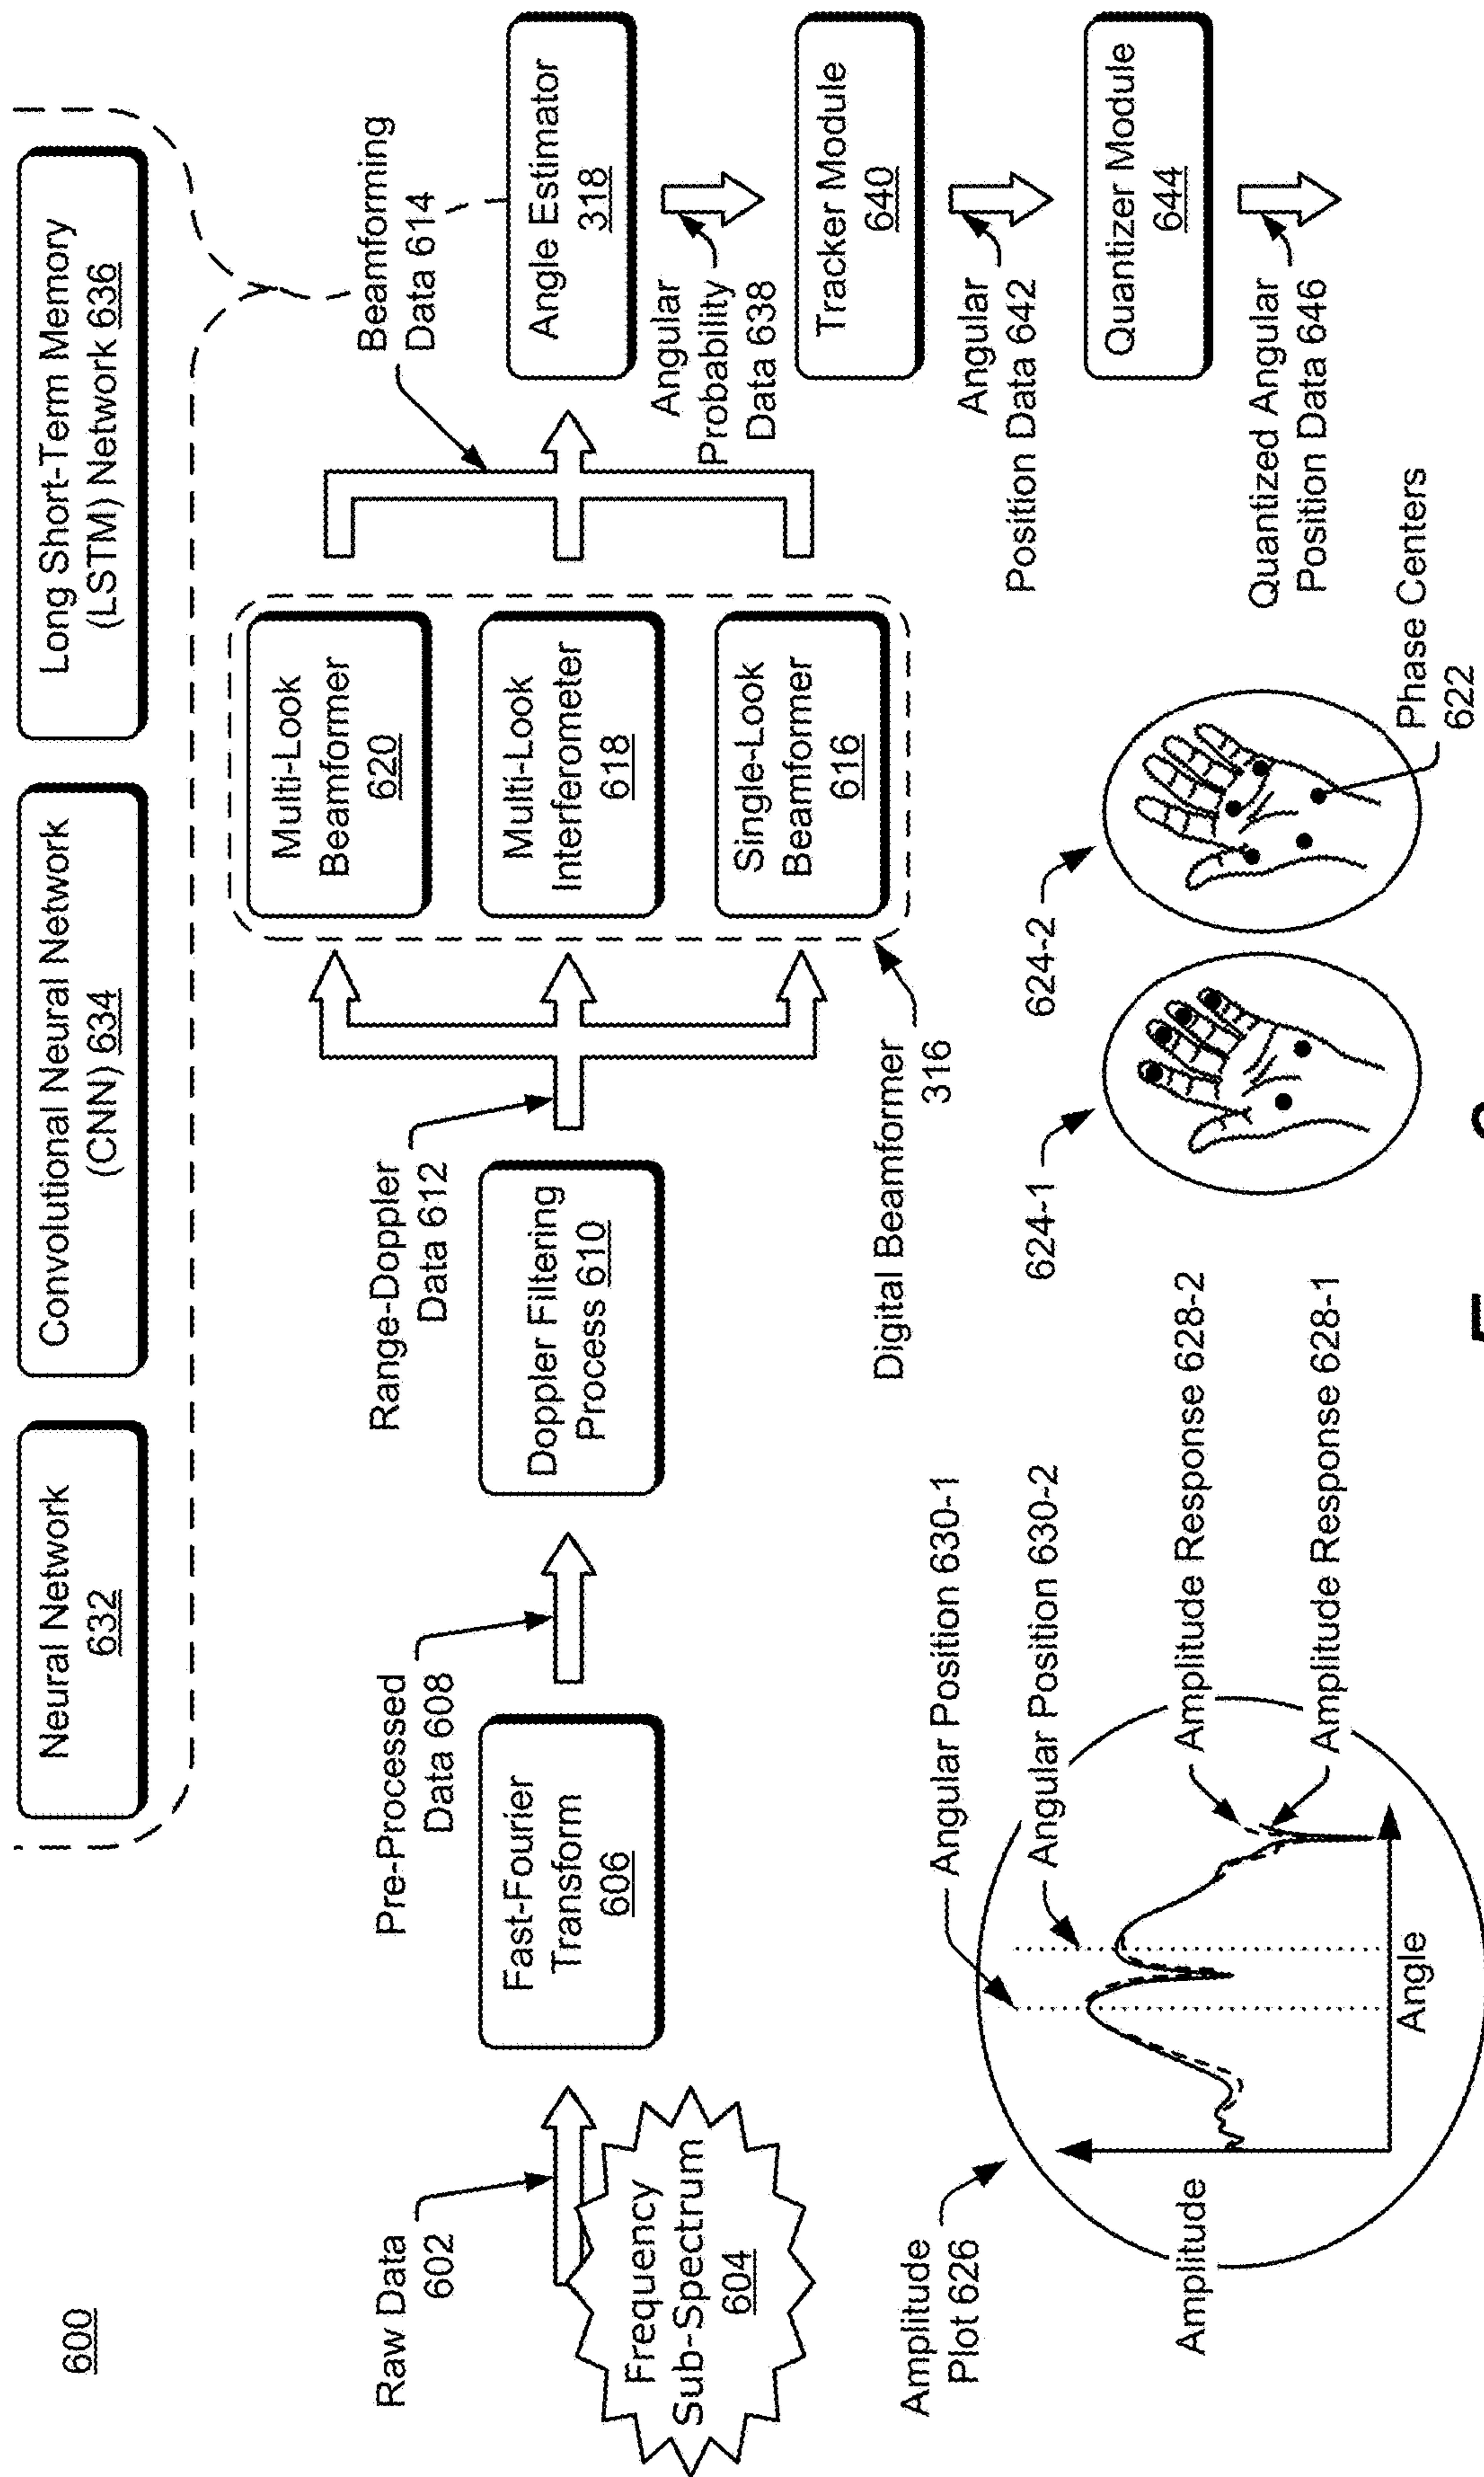 600
Neural Network
632
Convolutional Neural Network
(CNN) 634
Long Short-Term Memory
(LSTM) Network 636
Raw Data
602
Frequency
Sub-Spectrum
604
Fast-Fourier
Transform
606
Pre-Processed
Data 608
Doppler Filtering
Process 610
Range-Doppler
Data 612
Multi-Look
Beamformer
620
Multi-Look
Interferometer
618
Single-Look
Beamformer
616
Digital Beamformer
316
Beamforming
Data 614
Angle Estimator
318
Angular
Probability
Data 638
Tracker Module
640
Angular
Position Data 642
Quantizer Module
644
Quantized Angular
Position Data 646
Amplitude
Plot 626
Amplitude
Angle
Angular Position 630-1
Angular Position 630-2
Amplitude Response 628-2
Amplitude Response 628-1
624-1
624-2
Phase Centers
622